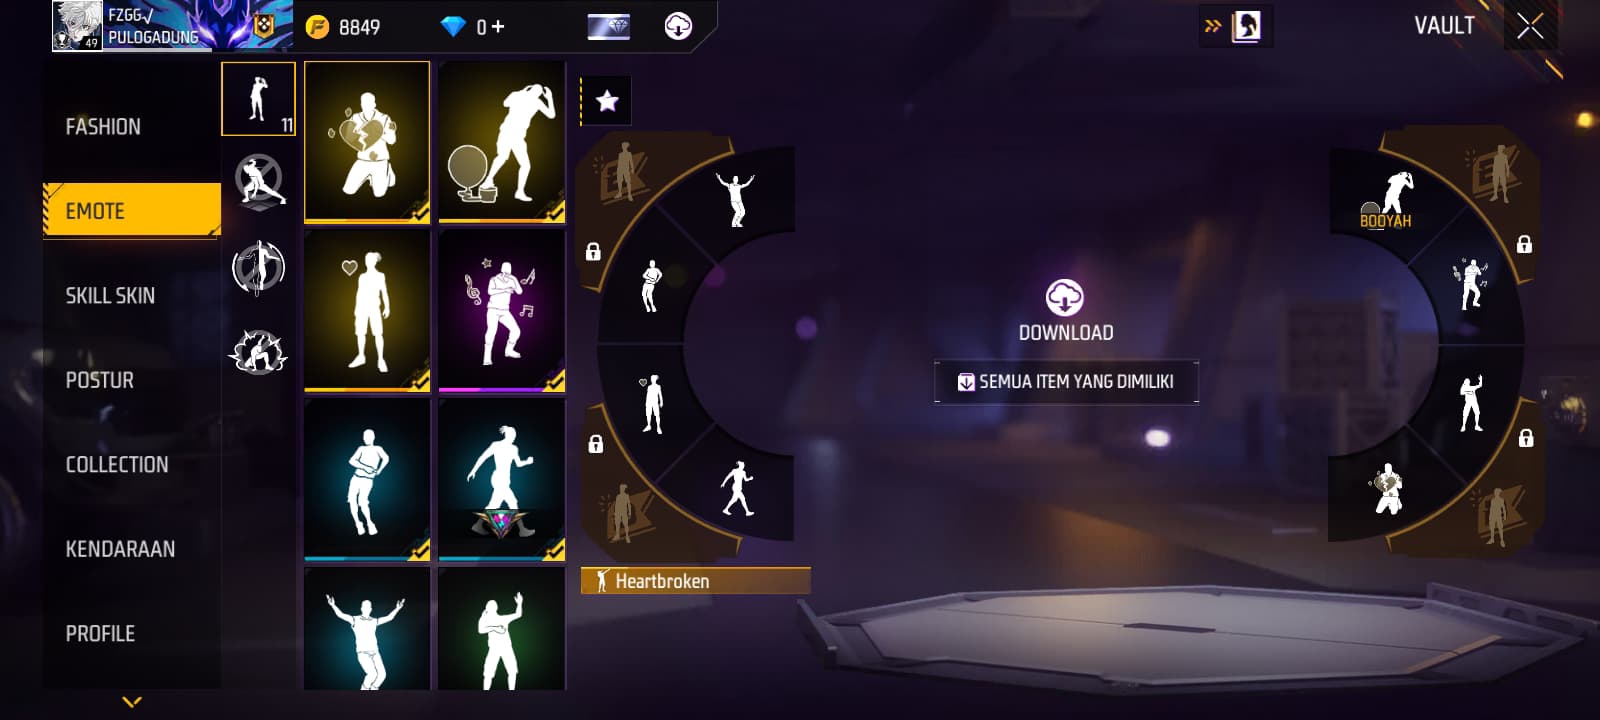 FZGG√
PULOGADUNG
49
8849
0+
VAULT
FASHION
EMOTE
SKILL SKIN
POSTUR
COLLECTION
KENDARAAN
PROFILE
11
BOOYAH
DOWNLOAD
SEMUA ITEM YANG DIMILIKI
Heartbroken